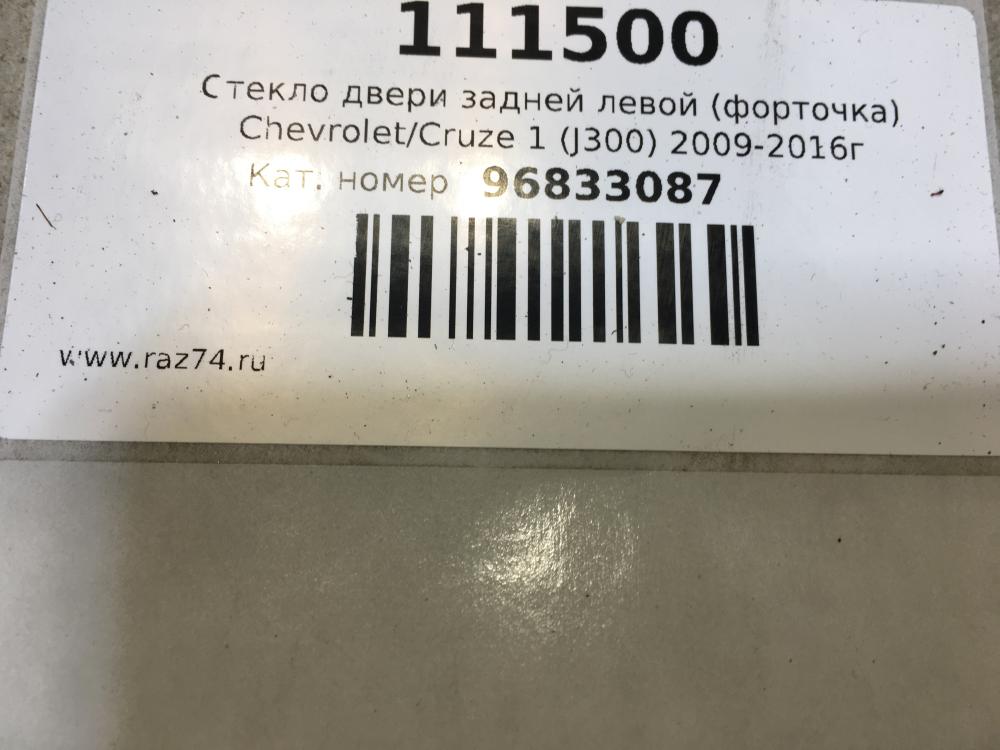 111500
Стекло двери задней левой (форточка)
Chevrolet/Cruze 1 (J300) 2009-2016г
Кат. номер 96833087
www.raz74.ru